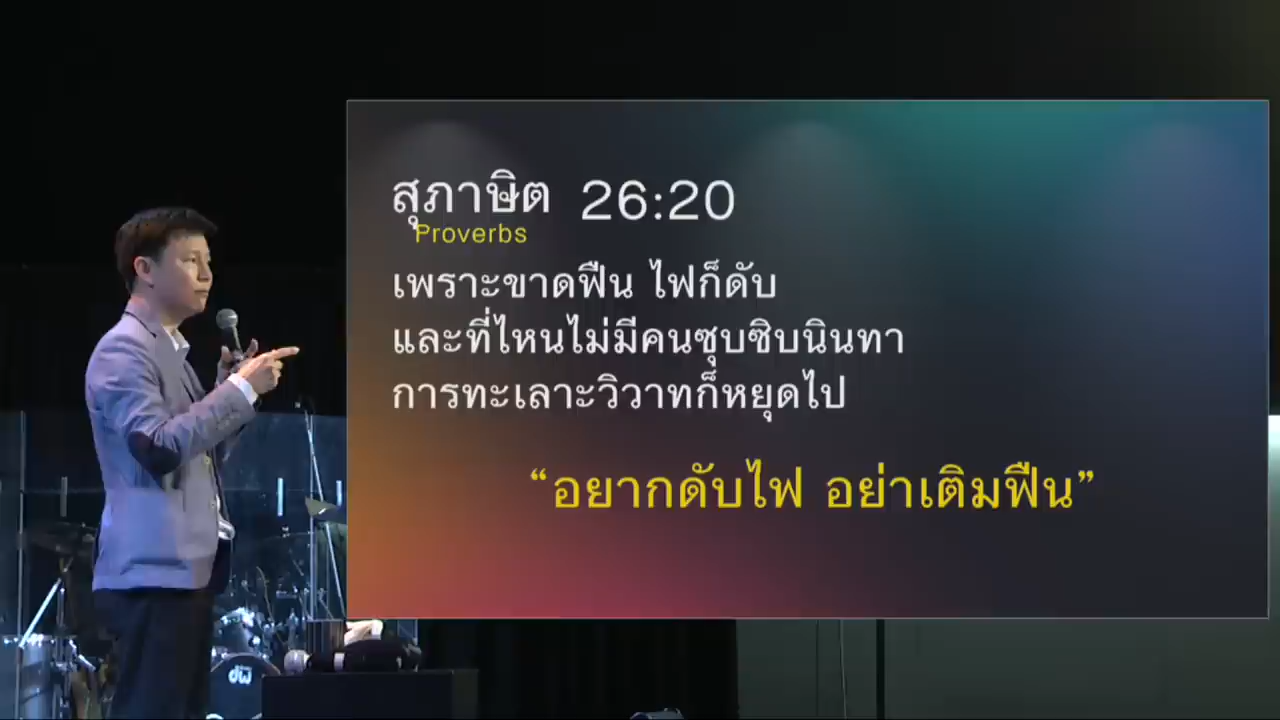 สุภาษิต 26:20
Proverbs
เพราะขาดฟืน ไฟก็ดับ
และที่ไหนไม่มีคนซุบซิบนินทา
การทะเลาะวิวาทก็หยุดไป
“อยากดับไฟ อย่าเติมฟืน”
dw